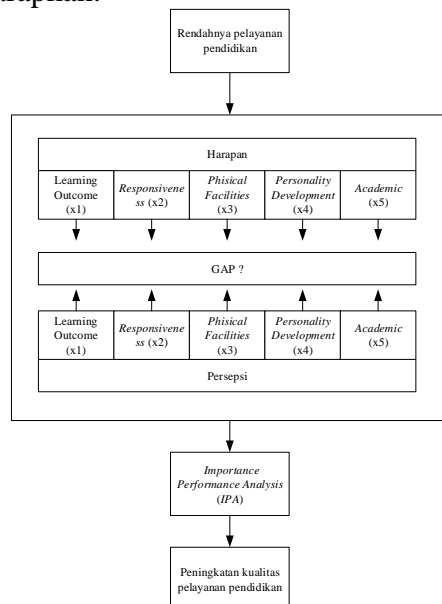 Rendahnya pelayanan
pendidikan
Harapan
Learning
Outcome
(x1)
Responsivene
ss (x2)
Phisical
Facilities
(x3)
Personality
Development
(x4)
Academic
(x5)
GAP ?
Learning
Outcome
(x1)
Responsivene
ss (x2)
Phisical
Facilities
(x3)
Personality
Development
(x4)
Academic
(x5)
Persepsi
Importance
Performance Analysis
(IPA)
Peningkatan kualitas
pelayanan pendidikan